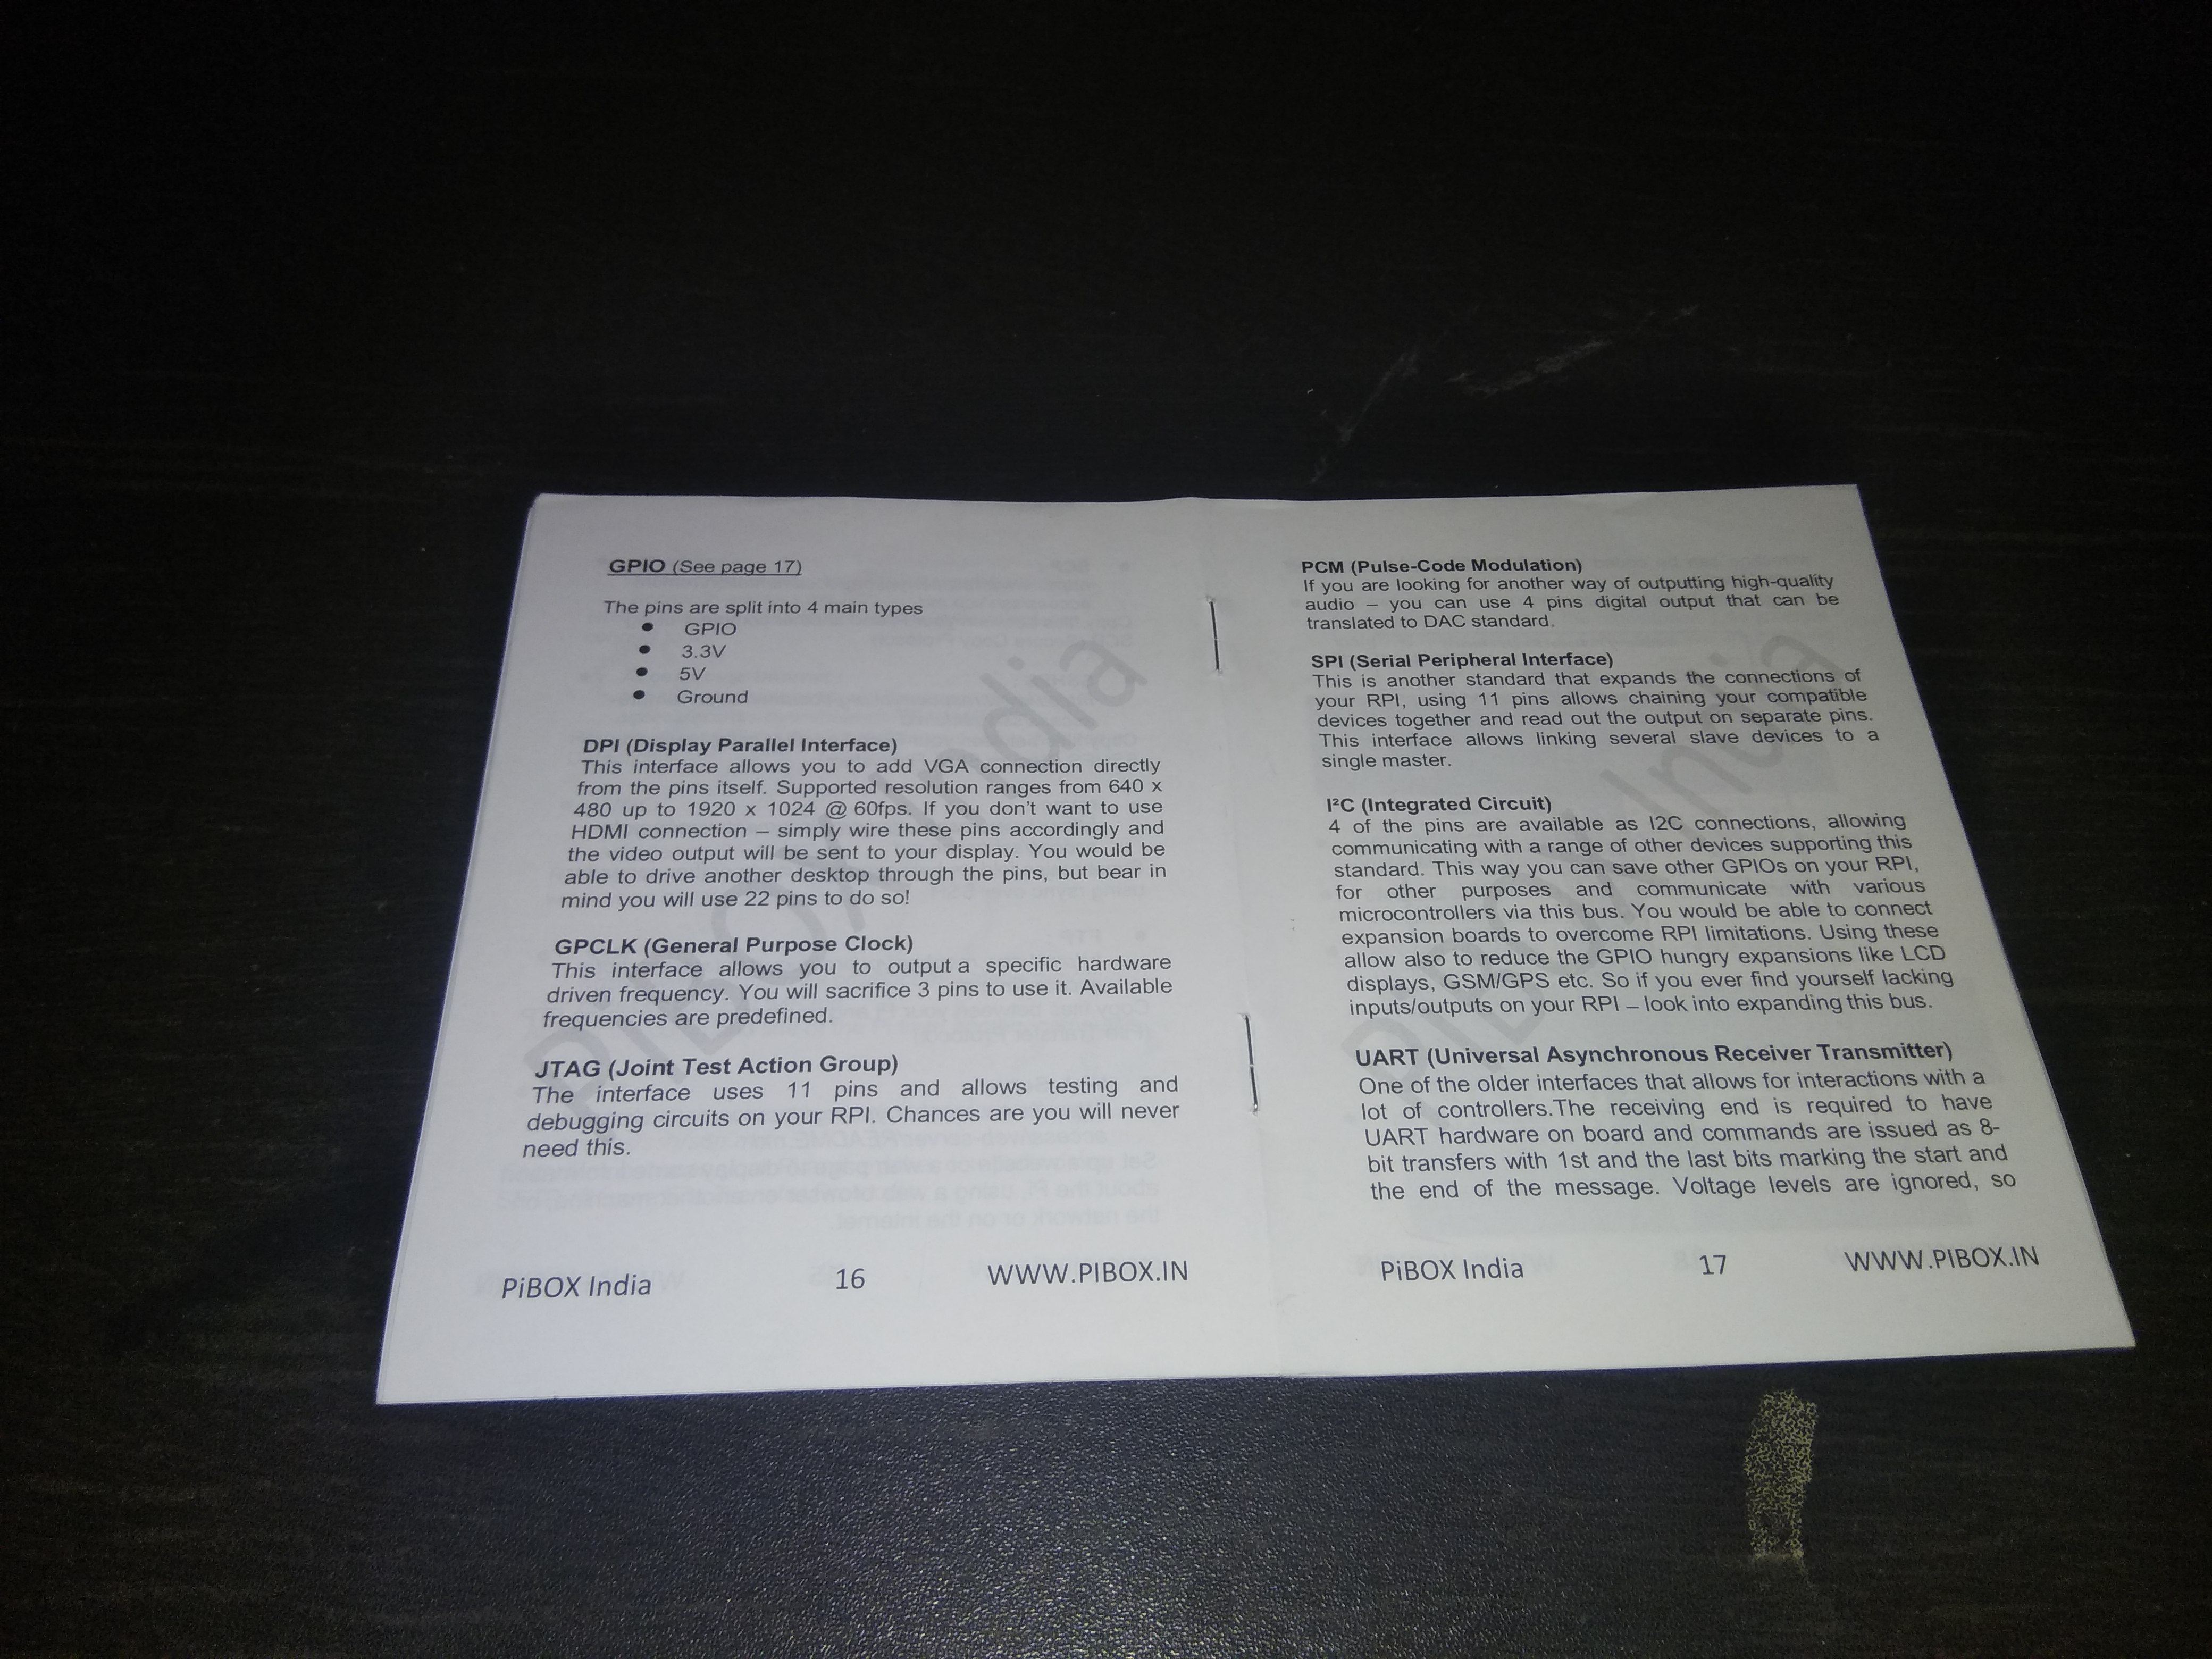 GPIO (See page 17)
The pins are split into 4 main types
● GPIO
● 3.3V
● 5V
● Ground
DPI (Display Parallel Interface)
This interface allows you to add VGA connection directly
from the pins itself. Supported resolution ranges from 640 x
480 up to 1920 x 1024 @ 60fps. If you don’t want to use
HDMI connection – simply wire these pins accordingly and
the video output will be sent to your display. You would be
able to drive another desktop through the pins, but bear in
mind you will use 22 pins to do so!
GPCLK (General Purpose Clock)
This interface allows you to output a specific hardware
driven frequency. You will sacrifice 3 pins to use it. Available
frequencies are predefined.
JTAG (Joint Test Action Group)
The interface uses 11 pins and allows testing and
debugging circuits on your RPI. Chances are you will never
need this.
PiBOX India
PiBOX India 16 WWW.PIBOX.IN
PCM (Pulse-Code Modulation)
If you are looking for another way of outputting high-quality
audio – you can use 4 pins digital output that can be
translated to DAC standard.
SPI (Serial Peripheral Interface)
This is another standard that expands the connections of
your RPI, using 11 pins allows chaining your compatible
devices together and read out the output on separate pins.
This interface allows linking several slave devices to a
single master.
I²C (Integrated Circuit)
4 of the pins are available as I2C connections, allowing
communicating with a range of other devices supporting this
standard. This way you can save other GPIOs on your RPI,
for other purposes and communicate with various
microcontrollers via this bus. You would be able to connect
expansion boards to overcome RPI limitations. Using these
allow also to reduce the GPIO hungry expansions like LCD
displays, GSM/GPS etc. So if you ever find yourself lacking
inputs/outputs on your RPI – look into expanding this bus.
UART (Universal Asynchronous Receiver Transmitter)
One of the older interfaces that allows for interactions with a
lot of controllers.The receiving end is required to have
UART hardware on board and commands are issued as 8-
bit transfers with 1st and the last bits marking the start and
the end of the message. Voltage levels are ignored, so
PiBOX India
PiBOX India 17 WWW.PIBOX.IN